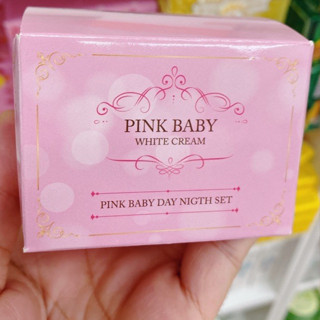 PINK BABY
WHITE CREAM
PINK BABY DAY NIGTH SET